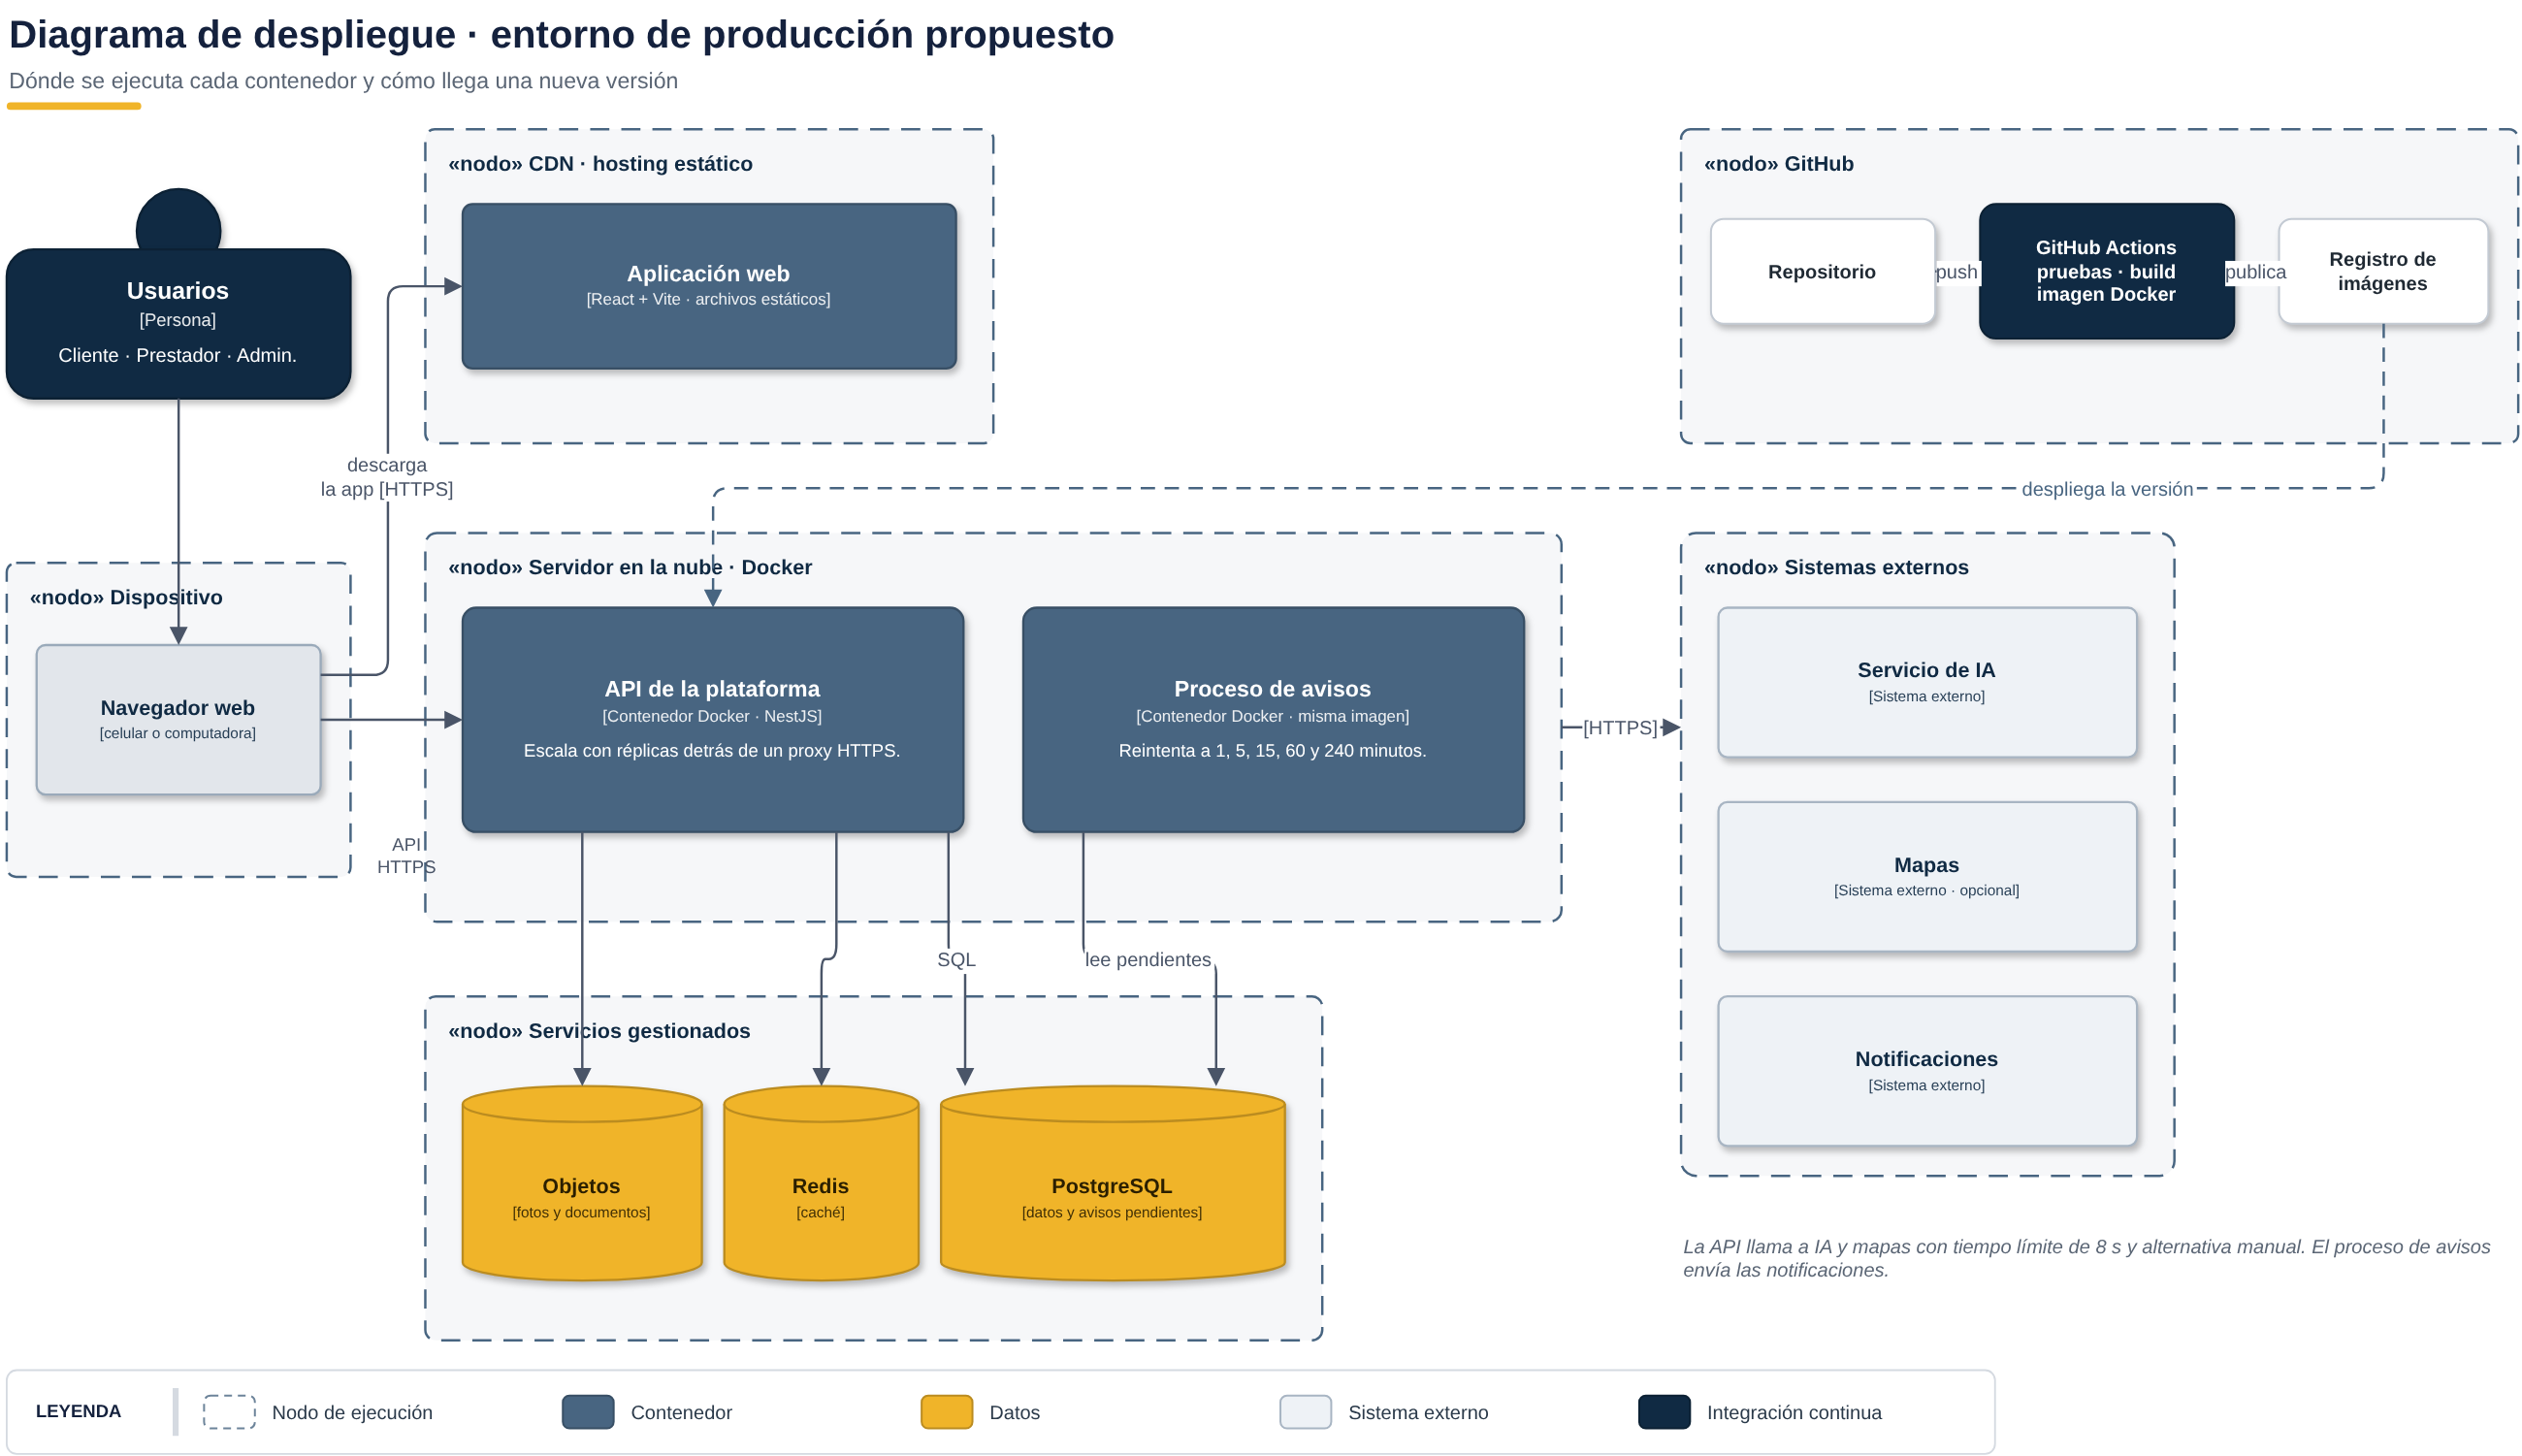 Diagrama de despliegue · entorno de producción propuesto
Dónde se ejecuta cada contenedor y cómo llega una nueva versión
«nodo» CDN · hosting estático
Aplicación web
[React + Vite · archivos estáticos]
«nodo» GitHub
Repositorio
push
GitHub Actions
pruebas · build
imagen Docker
publica
Registro de
imágenes
Usuarios
[Persona]
Cliente · Prestador · Admin.
descarga
la app [HTTPS]
despliega la versión
«nodo» Dispositivo
Navegador web
[celular o computadora]
API
HTTPS
«nodo» Servidor en la nube · Docker
API de la plataforma
[Contenedor Docker · NestJS]
Escala con réplicas detrás de un proxy HTTPS.
Proceso de avisos
[Contenedor Docker · misma imagen]
Reintenta a 1, 5, 15, 60 y 240 minutos.
[HTTPS]
«nodo» Sistemas externos
Servicio de IA
[Sistema externo]
Mapas
[Sistema externo · opcional]
Notificaciones
[Sistema externo]
SQL
lee pendientes
«nodo» Servicios gestionados
Objetos
[fotos y documentos]
Redis
[caché]
PostgreSQL
[datos y avisos pendientes]
La API llama a IA y mapas con tiempo límite de 8 s y alternativa manual. El proceso de avisos
envía las notificaciones.
LEYENDA
Nodo de ejecución
Contenedor
Datos
Sistema externo
Integración continua